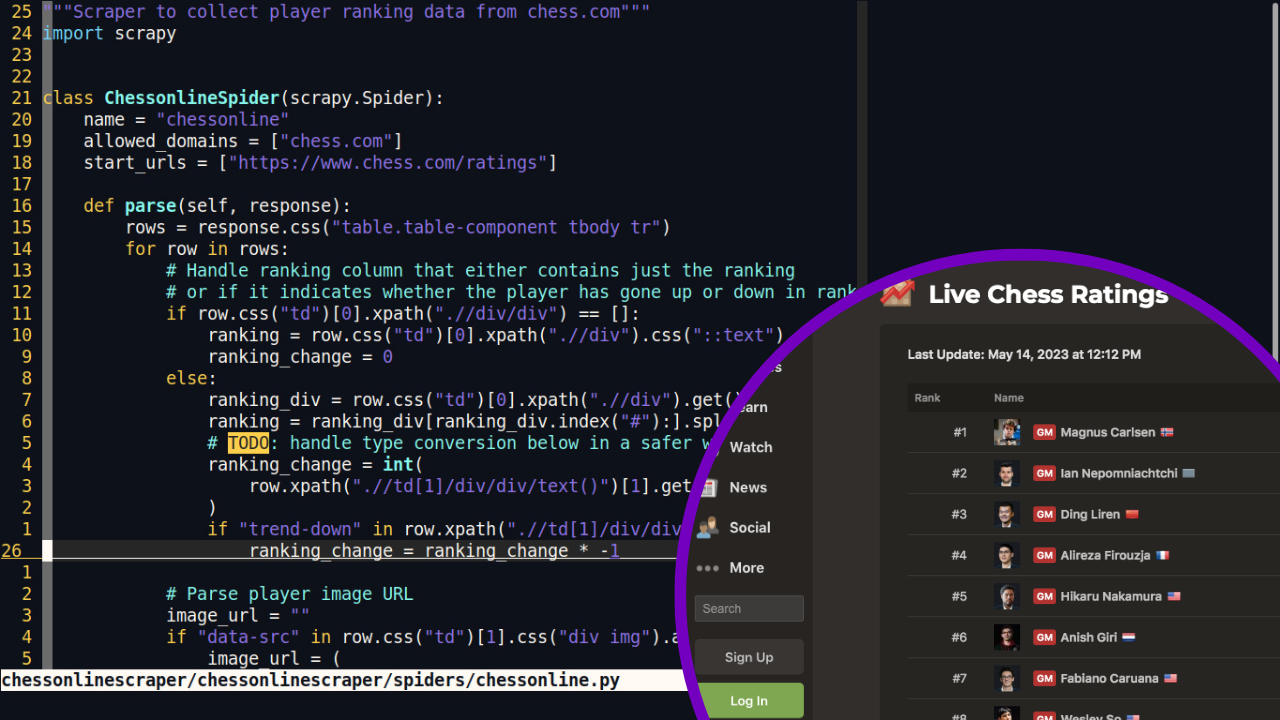 25 """Scraper to collect player ranking data from chess.com"""
24 import scrapy
23
22
21 class ChessonlineSpider(scrapy.Spider):
20 name = "chessonline"
19 allowed_domains = ["chess.com"]
18 start_urls = ["https://www.chess.com/ratings"]
17
16 def parse(self, response):
15 rows = response.css("table.table-component tbody tr")
14 for row in rows:
13 # Handle ranking column that either contains just the ranking
12 # or if it indicates whether the player has gone up or down in rank
11 if row.css("td")[0].xpath(".//div/div") == []:
10 ranking = row.css("td")[0].xpath(".//div").css("::text")
9 ranking_change = 0
8 else:
7 ranking_div = row.css("td")[0].xpath(".//div").get()
6 ranking = ranking_div[ranking_div.index("#"):].spl
5 # TODO: handle type conversion below in a safer w
4 ranking_change = int(
3 row.xpath(".//td[1]/div/div/text()")[1].get
2 )
1 if "trend-down" in row.xpath(".//td[1]/div/div
26 ranking_change = ranking_change * -1
1
2 # Parse player image URL
3 image_url = ""
4 if "data-src" in row.css("td")[1].css("div img").a
5 image_url = (
chessonlinescraper/chessonlinescraper/spiders/chessonline.py
Live Chess Ratings
Last Update: May 14, 2023 at 12:12 PM
Rank Name
#1 GM Magnus Carlsen
#2 GM Ian Nepomniachtchi
#3 GM Ding Liren
#4 GM Alireza Firouzja
#5 GM Hikaru Nakamura
#6 GM Anish Giri
#7 GM Fabiano Caruana
#8 GM Wesley So
Watch
News
Social
More
Search
Sign Up
Log In